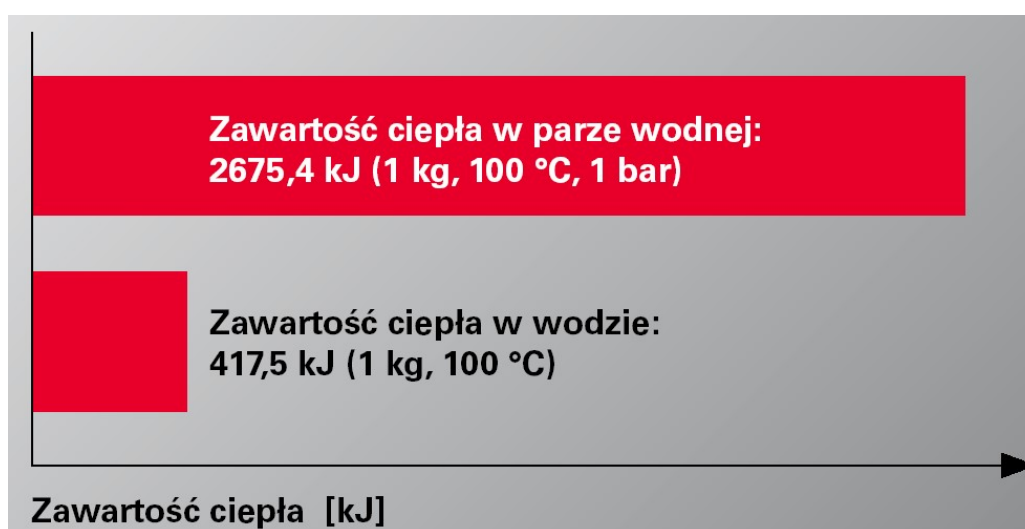 Zawartość ciepła w parze wodnej:
2675,4 kJ (1 kg, 100 °C, 1 bar)
Zawartość ciepła w wodzie:
417,5 kJ (1 kg, 100 °C)
Zawartość ciepła [kJ]